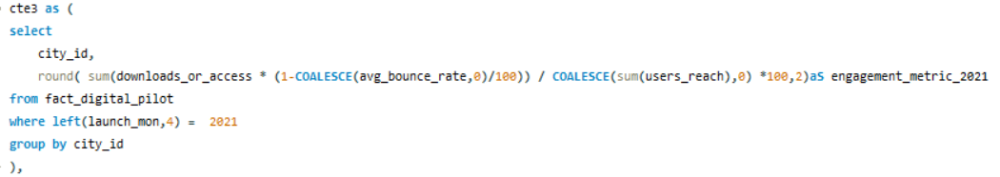 cte3 as (
select
city_id,
round( sum(downloads_or_access * (1-COALESCE(avg_bounce_rate,0)/100)) / COALESCE(sum(users_reach),0) *100,2)aS engagement_metric_2021
from fact_digital_pilot
where left(launch_mon,4) =  2021
group by city_id
),